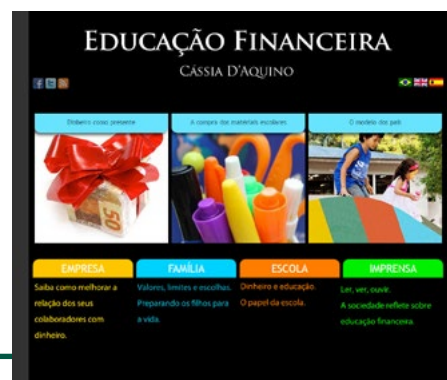 EDUCAÇÃO FINANCEIRA
CÁSSIA D'AQUINO
Dinheiro como presente
A compra dos materiais escolares
O modelo dos pais
50
EMPRESA
Saiba como melhorar a
relação dos seus
colaboradores com
dinheiro.
FAMÍLIA
Valores, limites e escolhas.
Preparando os filhos para
a vida.
ESCOLA
Dinheiro e educação.
O papel da escola.
IMPRENSA
Ler, ver, ouvir.
A sociedade reflete sobre
educação financeira